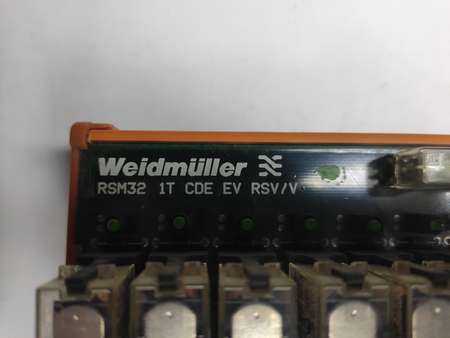 Weidmüller
RSM32 1T CDE EV RSV/V